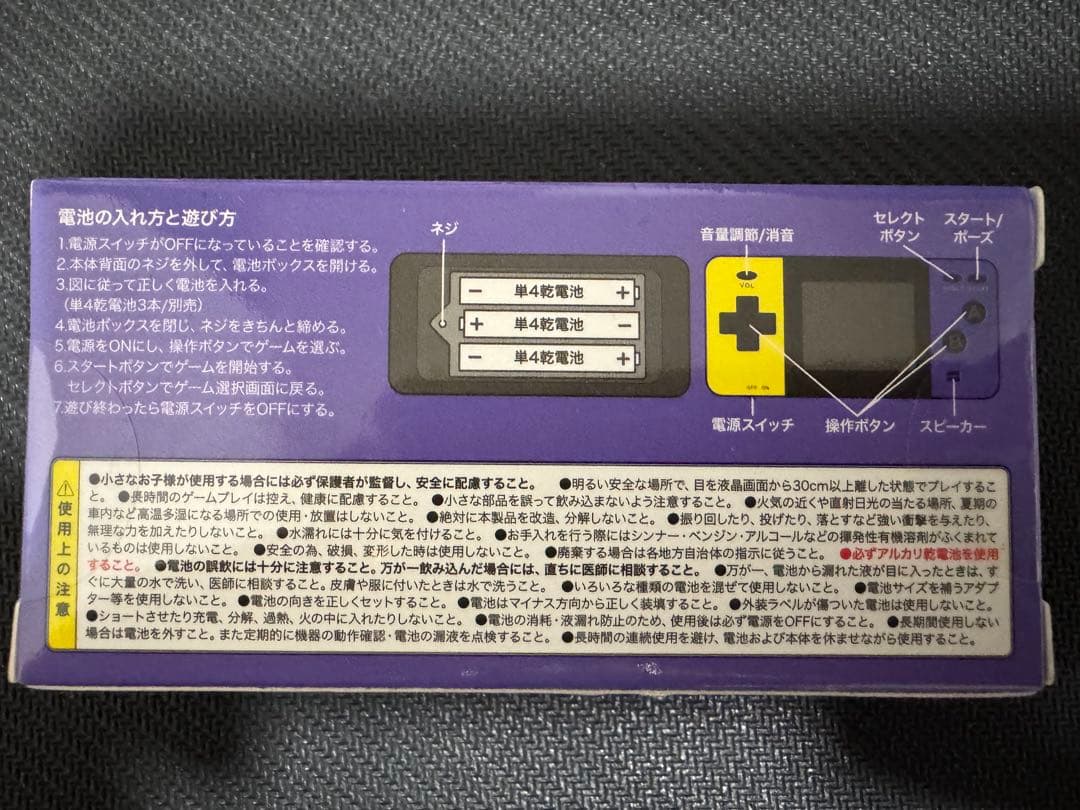 電池の入れ方と遊び方
1.電源スイッチがOFFになっていることを確認する。
2.本体背面のネジを外して、電池ボックスを開ける。
3.図に従って正しく電池を入れる。
(単4乾電池3本/別売)
4.電池ボックスを閉じ、ネジをきちんと締める。
5.電源をONにし、操作ボタンでゲームを選ぶ。
6.スタートボタンでゲームを開始する。
セレクトボタンでゲーム選択画面に戻る。
7.遊び終わったら電源スイッチをOFFにする。
ネジ
− 単4乾電池 +
+ 単4乾電池 −
− 単4乾電池 +
音量調節/消音
セレクト
ボタン
スタート/
ポーズ
VOL
A
B
OFF ON
電源スイッチ
操作ボタン
スピーカー
⚠使用上の注意
●小さなお子様が使用する場合には必ず保護者が監督し、安全に配慮すること。 ●明るい安全な場所で、目を液晶画面から30cm以上離した状態でプレイするこ
と。 ●長時間のゲームプレイは控え、健康に配慮すること。 ●小さな部品を誤って飲み込まないよう注意すること。 ●火気の近くや直射日光の当たる場所、夏期の
車内など高温多湿になる場所での使用・放置はしないこと。 ●絶対に本製品を改造、分解しないこと。 ●振り回したり、投げたり、落とすなど強い衝撃を与えたり、
無理な力を加えたりしないこと。 ●水濡れには十分に気を付けること。 ●お手入れを行う際にはシンナー・ベンジン・アルコールなどの揮発性有機溶剤がふくまれて
いるものは使用しないこと。 ●安全の為、破損、変形した時は使用しないこと。 ●廃棄する場合は各地方自治体の指示に従うこと。 ●必ずアルカリ乾電池を使用
すること。 ●電池の誤飲には十分に注意すること。万が一飲み込んだ場合には、直ちに医師に相談すること。 ●万が一、電池から漏れた液が目に入ったときは、す
ぐに大量の水で洗い、医師に相談すること。皮膚や服に付いたときは水で洗うこと。 ●いろいろな種類の電池を混ぜて使用しないこと。 ●電池サイズを補うアダプ
ター等を使用しないこと。 ●電池の向きを正しくセットすること。 ●電池はマイナス方向から正しく装填すること。 ●外装ラベルが傷ついた電池は使用しないこと。
●ショートさせたり充電、分解、過熱、火の中に入れたりしないこと。 ●電池の消耗・液漏れ防止のため、使用後は必ず電源をOFFにすること。 ●長期間使用しない
場合は電池を外すこと。また定期的に機器の動作確認・電池の漏液を点検すること。 ●長時間の連続使用を避け、電池および本体を休ませながら使用すること。